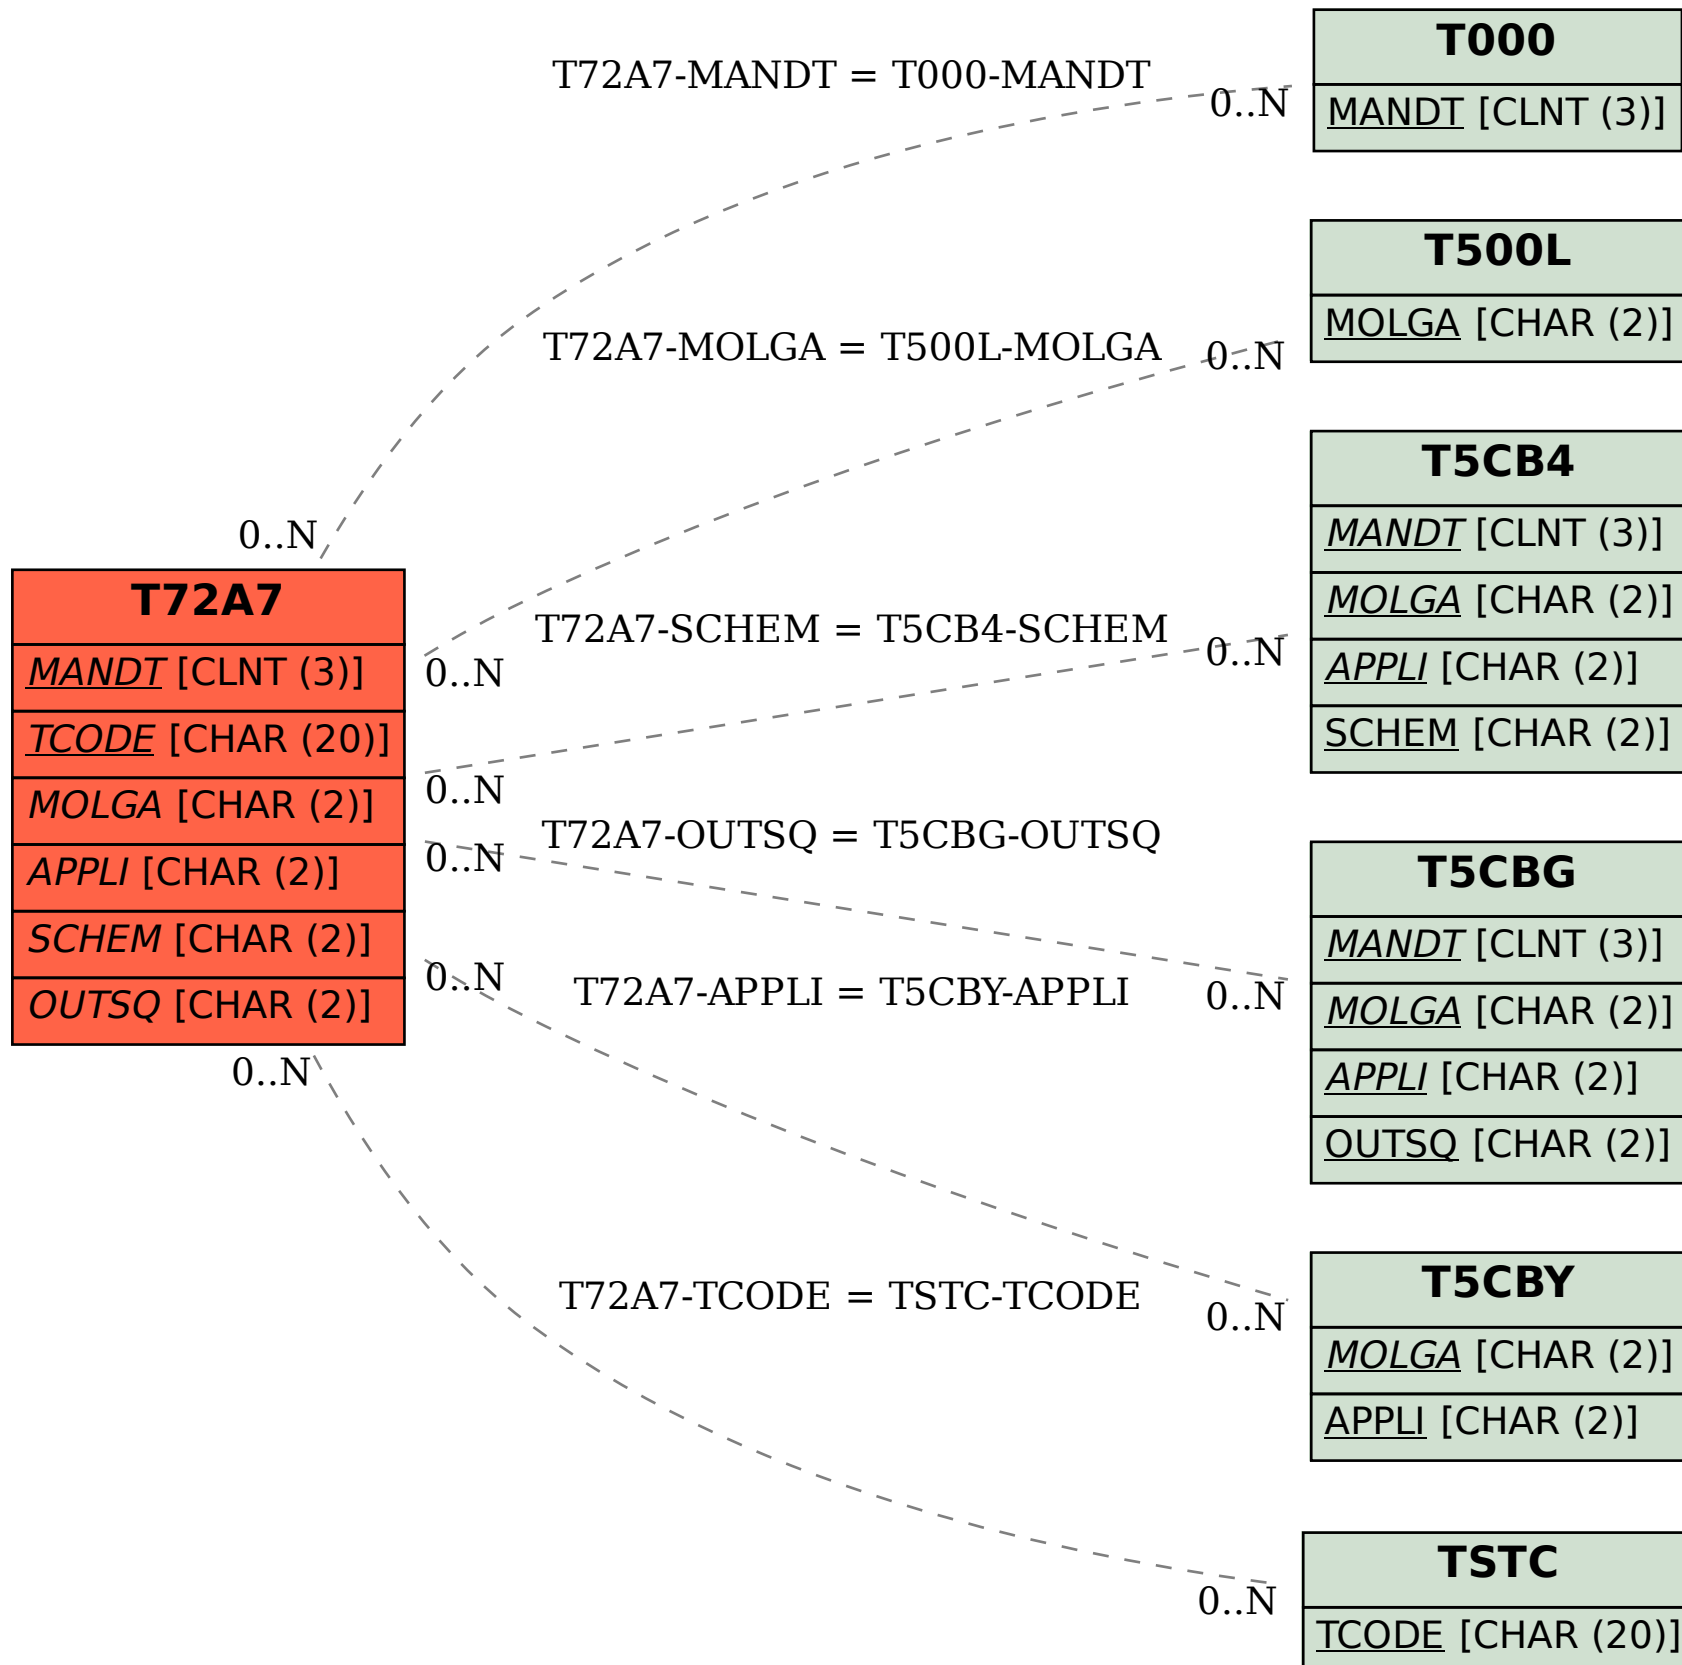 T72A7-MANDT = T000-MANDT
0..N
0..N
T72A7-MOLGA = T500L-MOLGA
0..N
0..N
T72A7-SCHEM = T5CB4-SCHEM
0..N
0..N
T72A7-OUTSQ = T5CBG-OUTSQ
0..N
0..N
T72A7-APPLI = T5CBY-APPLI
0..N
0..N
T72A7-TCODE = TSTC-TCODE
0..N
0..N
T72A7
MANDT [CLNT (3)]
TCODE [CHAR (20)]
MOLGA [CHAR (2)]
APPLI [CHAR (2)]
SCHEM [CHAR (2)]
OUTSQ [CHAR (2)]
T000
MANDT [CLNT (3)]
T500L
MOLGA [CHAR (2)]
T5CB4
MANDT [CLNT (3)]
MOLGA [CHAR (2)]
APPLI [CHAR (2)]
SCHEM [CHAR (2)]
T5CBG
MANDT [CLNT (3)]
MOLGA [CHAR (2)]
APPLI [CHAR (2)]
OUTSQ [CHAR (2)]
T5CBY
MOLGA [CHAR (2)]
APPLI [CHAR (2)]
TSTC
TCODE [CHAR (20)]